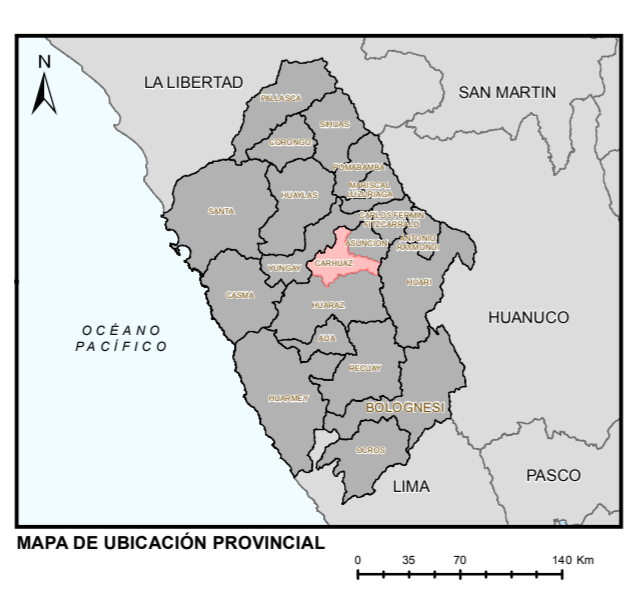 N
LA LIBERTAD
SAN MARTIN
PALLASCA
SIHUAS
CORONGO
POMABAMBA
MARISCAL
LUZURIAGA
HUAYLAS
SANTA
CARLOS FERMIN
FITZCARRALD
ASUNCION
ANTONIO
RAYMONDI
YUNGAY
CARHUAZ
HUARI
CASMA
HUARAZ
HUANUCO
OCÉANO
PACÍFICO
AIJA
RECUAY
HUARMEY
BOLOGNESI
OCROS
LIMA
PASCO
MAPA DE UBICACIÓN PROVINCIAL
0 35 70 140 Km